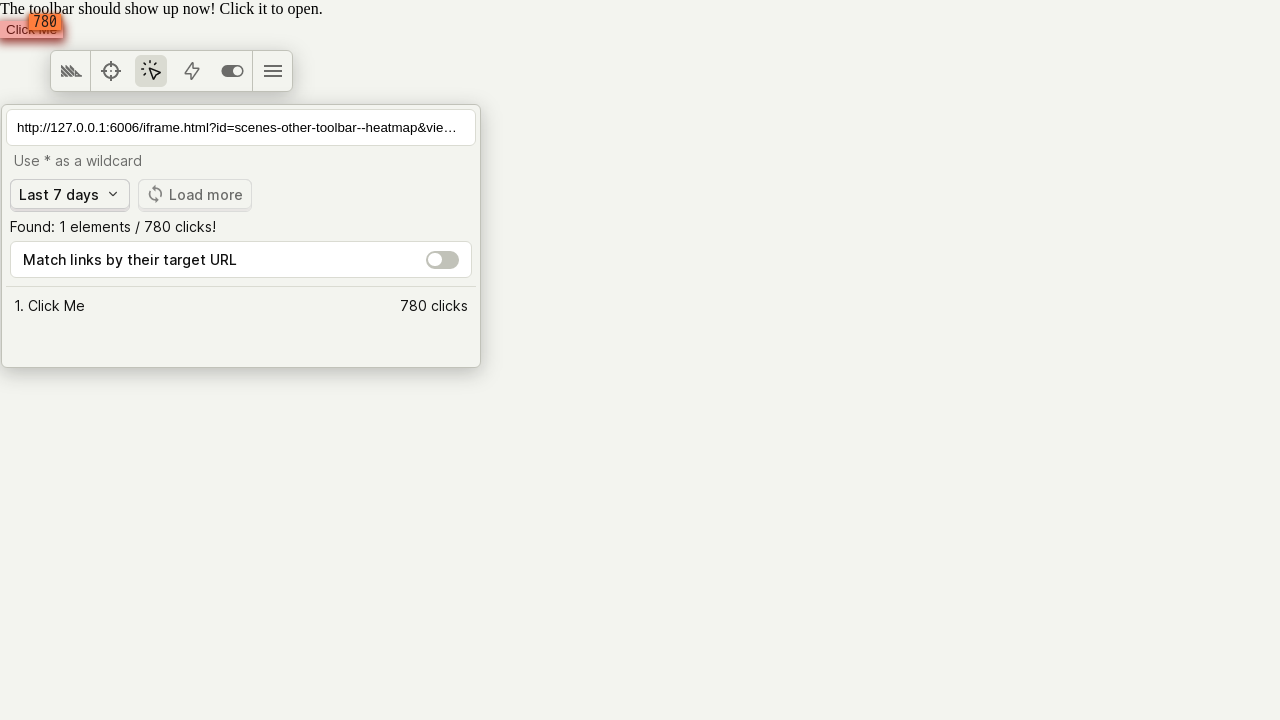 The toolbar should show up now! Click it to open.
780
Click Me
http://127.0.0.1:6006/iframe.html?id=scenes-other-toolbar--heatmap&vie…
Use * as a wildcard
Last 7 days
Load more
Found: 1 elements / 780 clicks!
Match links by their target URL
1. Click Me 780 clicks